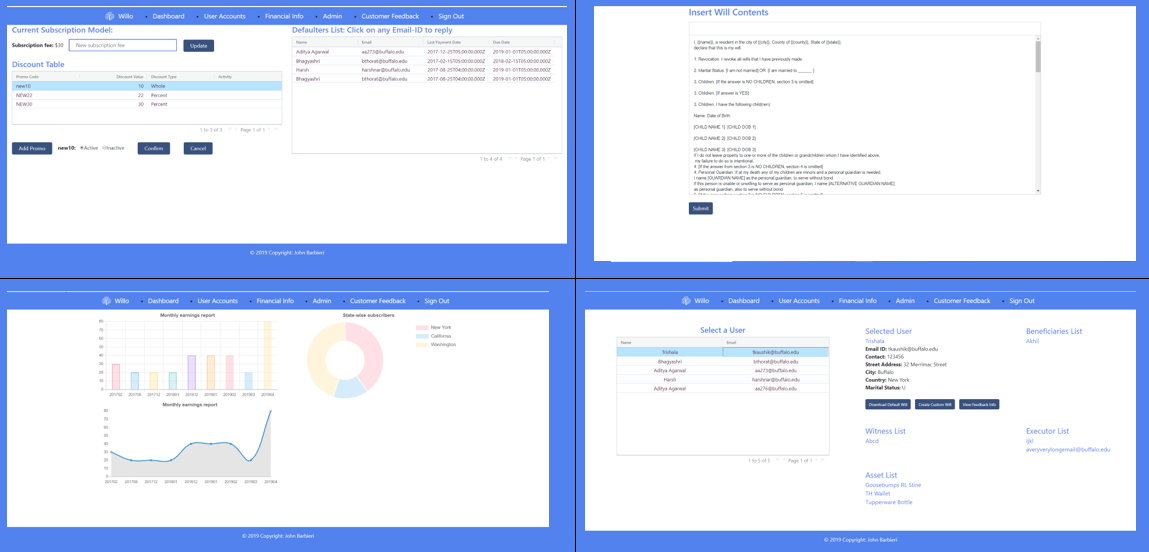 Willo
Dashboard
User Accounts
Financial Info
Admin
Customer Feedback
Sign Out
Current Subscription Model:
Subscription fee: $30 New subscription fee Update
Discount Table
Promo Code Discount Value Discount Type Activity
new10 10 Whole
NEW22 22 Percent
NEW30 30 Percent
1 to 3 of 3 Page 1 of 1
Add Promo new10: Active Inactive Confirm Cancel
Defaulters List: Click on any Email-ID to reply
Name Email Last Payment Date Due Date
Aditya Agarwal aa273@buffalo.edu 2017-12-25T05:00:00.000Z 2019-01-01T05:00:00.000Z
Bhagyashri bthorat@buffalo.edu 2017-02-15T05:00:00.000Z 2018-02-15T05:00:00.000Z
Harsh harshnar@buffalo.edu 2017-08-25T04:00:00.000Z 2019-01-01T05:00:00.000Z
Bhagyashri bthorat@buffalo.edu 2017-08-25T04:00:00.000Z 2019-01-01T05:00:00.000Z
1 to 4 of 4 Page 1 of 1
© 2019 Copyright: John Barbieri
Insert Will Contents
I, {{name}}, a resident in the city of {{city}}, County of {{county}}, State of {{state}},
declare that this is my will.
1. Revocation. I revoke all wills that I have previously made.
2. Marital Status. [I am not married] OR [I am married to ______.]
3. Children. [If the answer is NO CHILDREN, section 3 is omitted]
3. Children. [If answer is YES]
3. Children. I have the following children):
Name Date of Birth
[CHILD NAME 1] [CHILD DOB 1]
[CHILD NAME 2] [CHILD DOB 2]
[CHILD NAME 3] [CHILD DOB 3]
If I do not leave property to one or more of the children or grandchildren whom I have identified above,
my failure to do so is intentional.
4. [If the answer from section 3 is NO CHILDREN, section 4 is omitted]
4. Personal Guardian. If at my death any of my children are minors and a personal guardian is needed,
I name [GUARDIAN NAME] as the personal guardian, to serve without bond.
If this person is unable or unwilling to serve as personal guardian, I name [ALTERNATIVE GUARDIAN NAME]
as personal guardian, also to serve without bond.
Submit
Willo
Dashboard
User Accounts
Financial Info
Admin
Customer Feedback
Sign Out
Monthly earnings report
80
70
60
50
40
30
20
10
0
201702 201708 201712 201801 201812 201901 201902 201903 201904
Monthly earnings report
80
70
60
50
40
30
20
10
0
201702 201708 201712 201801 201812 201901 201902 201903 201904
State-wise subscribers
New York
California
Washington
© 2019 Copyright: John Barbieri
Willo
Dashboard
User Accounts
Financial Info
Admin
Customer Feedback
Sign Out
Select a User
Name Email
Trishala tkaushik@buffalo.edu
Bhagyashri bthorat@buffalo.edu
Aditya Agarwal aa273@buffalo.edu
Harsh harshnar@buffalo.edu
Aditya Agarwal aa276@buffalo.edu
1 to 5 of 5 Page 1 of 1
Selected User
Trishala
Email ID: tkaushik@buffalo.edu
Contact: 123456
Street Address: 32 Merrimac Street
City: Buffalo
Country: New York
Marital Status: U
Download Default Will Create Custom Will View Feedback Info
Beneficiaries List
Akhil
Witness List
Abcd
Executor List
Ijkl
averyverylongemail@buffalo.edu
Asset List
Goosebumps RL Stine
TH Wallet
Tupperware Bottle
© 2019 Copyright: John Barbieri